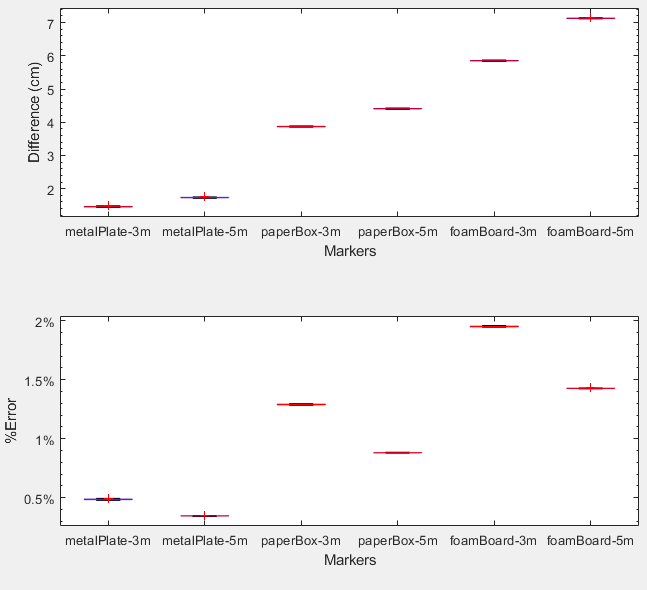 Difference (cm)
7
6
5
4
3
2
metalPlate-3m metalPlate-5m paperBox-3m paperBox-5m foamBoard-3m foamBoard-5m
Markers
%Error
2%
1.5%
1%
0.5%
metalPlate-3m metalPlate-5m paperBox-3m paperBox-5m foamBoard-3m foamBoard-5m
Markers